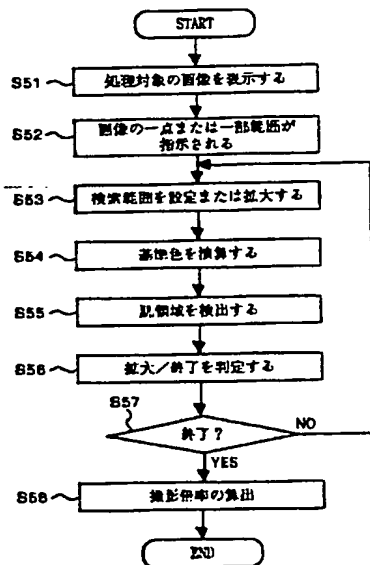 START
S51
処理対象の画像を表示する
S52
画像の一点または一部範囲が
指示される
S53
検索範囲を設定または拡大する
S54
基準色を演算する
S55
肌領域を検出する
S56
拡大／終了を判定する
S57
終了？
NO
YES
S58
撮影倍率の算出
END